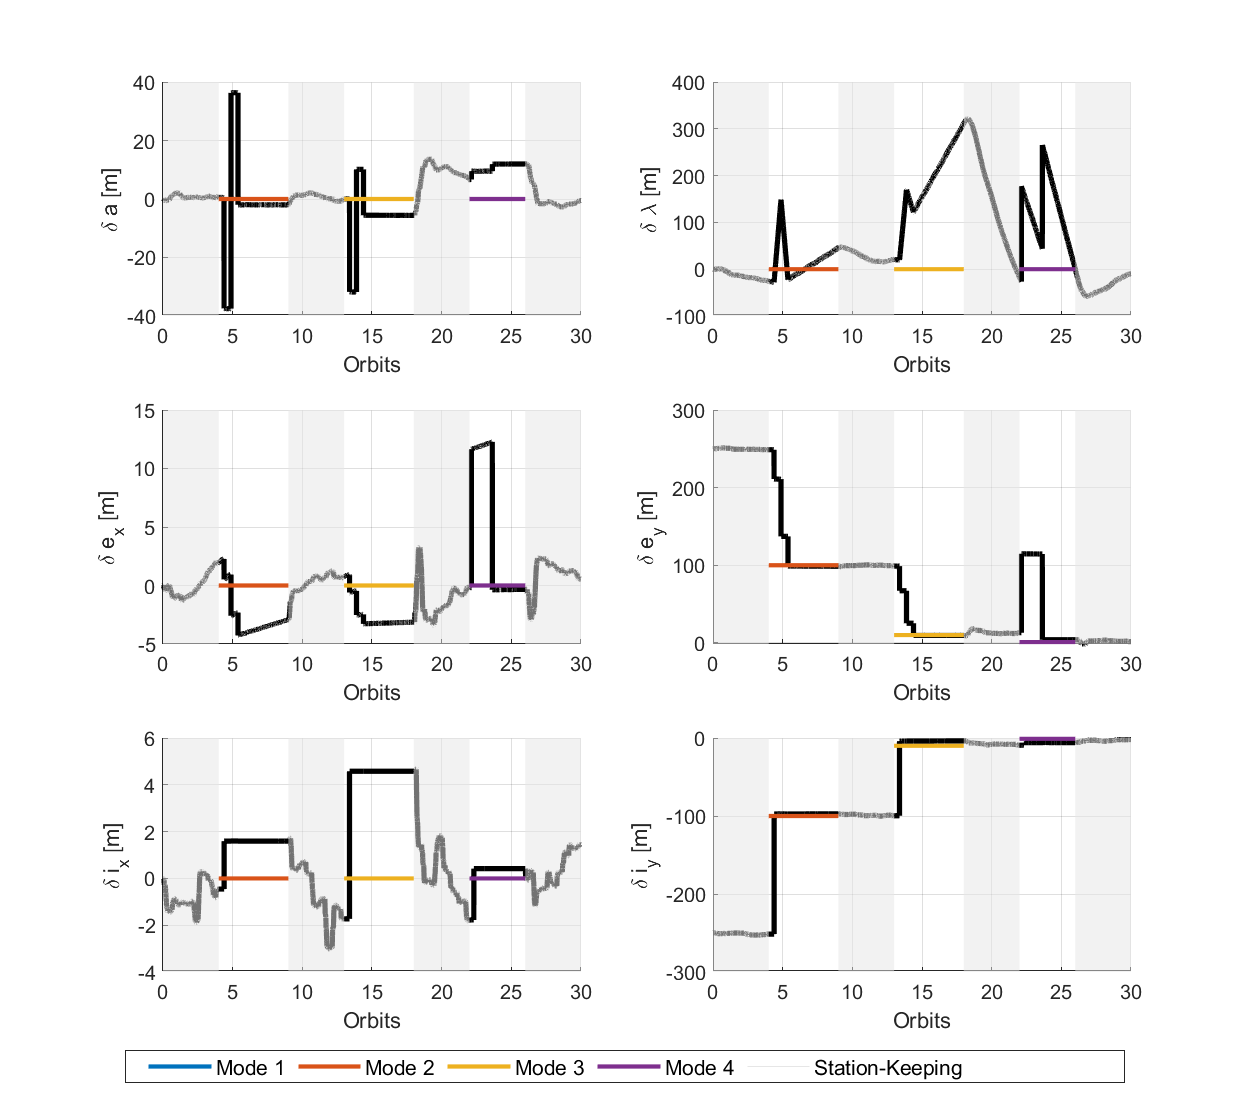 40
20
0
-20
-40
δ a [m]
0 5 10 15 20 25 30
Orbits
400
300
200
100
0
-100
δ λ [m]
0 5 10 15 20 25 30
Orbits
15
10
5
0
-5
δ e_x [m]
0 5 10 15 20 25 30
Orbits
300
200
100
0
δ e_y [m]
0 5 10 15 20 25 30
Orbits
6
4
2
0
-2
-4
δ i_x [m]
0 5 10 15 20 25 30
Orbits
0
-100
-200
-300
δ i_y [m]
0 5 10 15 20 25 30
Orbits
Mode 1 Mode 2 Mode 3 Mode 4 Station-Keeping